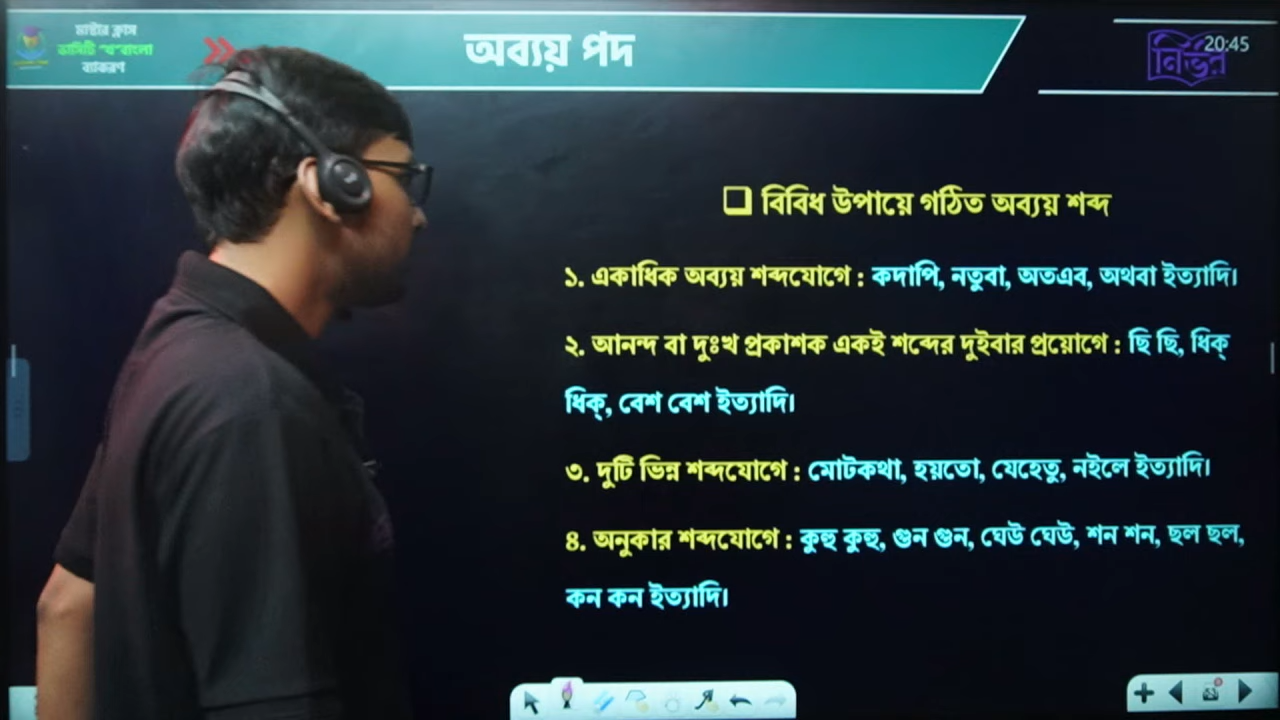 মাস্টার ক্লাস
ভার্সিটি "খ" বাংলা
ব্যাকরণ
অব্যয় পদ
20:45
নির্ভর
❑ বিবিধ উপায়ে গঠিত অব্যয় শব্দ
১. একাধিক অব্যয় শব্দযোগে : কদাপি, নতুবা, অতএব, অথবা ইত্যাদি।
২. আনন্দ বা দুঃখ প্রকাশক একই শব্দের দুইবার প্রয়োগে : ছি ছি, ধিক্
ধিক্, বেশ বেশ ইত্যাদি।
৩. দুটি ভিন্ন শব্দযোগে : মোটকথা, হয়তো, যেহেতু, নইলে ইত্যাদি।
৪. অনুকার শব্দযোগে : কুহু কুহু, গুন গুন, ঘেউ ঘেউ, শন শন, ছল ছল,
কন কন ইত্যাদি।